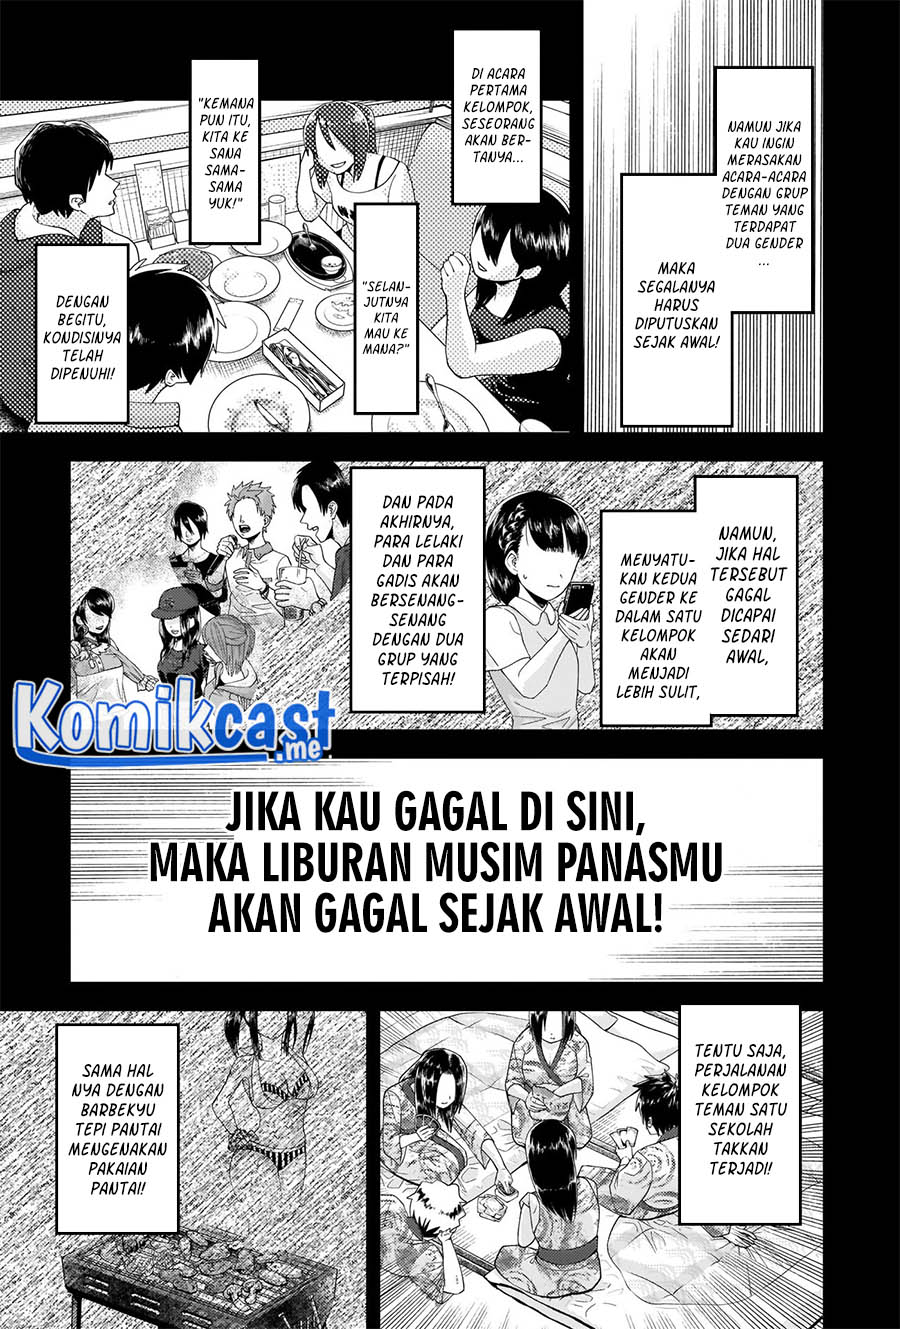 NAMUN JIKA
KAU INGIN
MERASAKAN
ACARA-ACARA
DENGAN GRUP
TEMAN YANG
TERDAPAT
DUA GENDER
...
MAKA
SEGALANYA
HARUS
DIPUTUSKAN
SEJAK AWAL!
DI ACARA
PERTAMA
KELOMPOK,
SESEORANG
AKAN BER-
TANYA...
"SELAN-
JUTNYA
KITA
MAU KE
MANA?"
"KEMANA
PUN ITU,
KITA KE
SANA
SAMA-
SAMA
YUK!"
DENGAN
BEGITU,
KONDISINYA
TELAH
DIPENUHI!
NAMUN,
JIKA HAL
TERSEBUT
GAGAL
DICAPAI
SEDARI
AWAL,
MENYATU-
KAN KEDUA
GENDER KE
DALAM SATU
KELOMPOK
AKAN
MENJADI
LEBIH SULIT,
DAN PADA
AKHIRNYA,
PARA LELAKI
DAN PARA
GADIS AKAN
BERSENANG-
SENANG
DENGAN DUA
GRUP YANG
TERPISAH!
Komikcast
.me
JIKA KAU GAGAL DI SINI,
MAKA LIBURAN MUSIM PANASMU
AKAN GAGAL SEJAK AWAL!
TENTU SAJA,
PERJALANAN
KELOMPOK
TEMAN SATU
SEKOLAH
TAKKAN
TERJADI!
SAMA HAL
NYA DENGAN
BARBEKYU
TEPI PANTAI
MENGENAKAN
PAKAIAN
PANTAI!